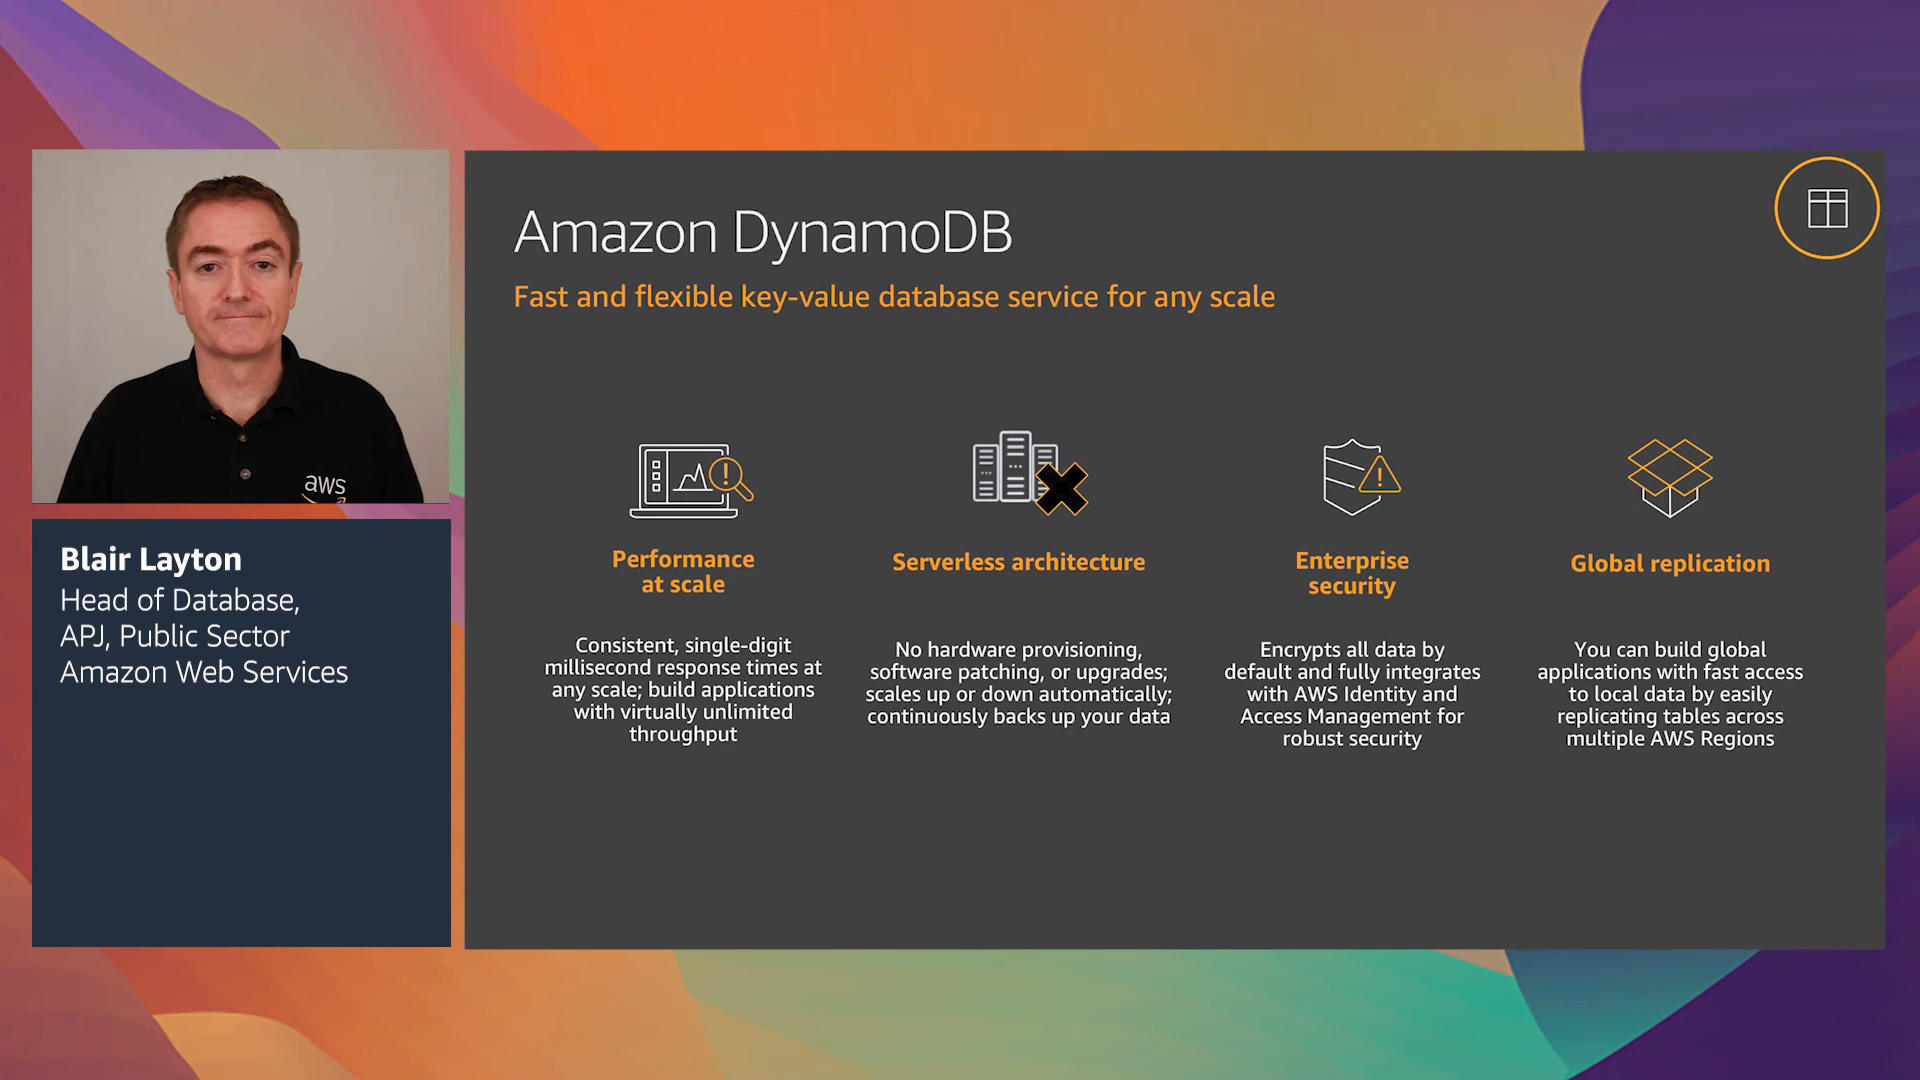 aws
Blair Layton
Head of Database,
APJ, Public Sector
Amazon Web Services
Amazon DynamoDB
Fast and flexible key-value database service for any scale
Performance
at scale
Consistent, single-digit
millisecond response times at
any scale; build applications
with virtually unlimited
throughput
Serverless architecture
No hardware provisioning,
software patching, or upgrades;
scales up or down automatically;
continuously backs up your data
Enterprise
security
Encrypts all data by
default and fully integrates
with AWS Identity and
Access Management for
robust security
Global replication
You can build global
applications with fast access
to local data by easily
replicating tables across
multiple AWS Regions